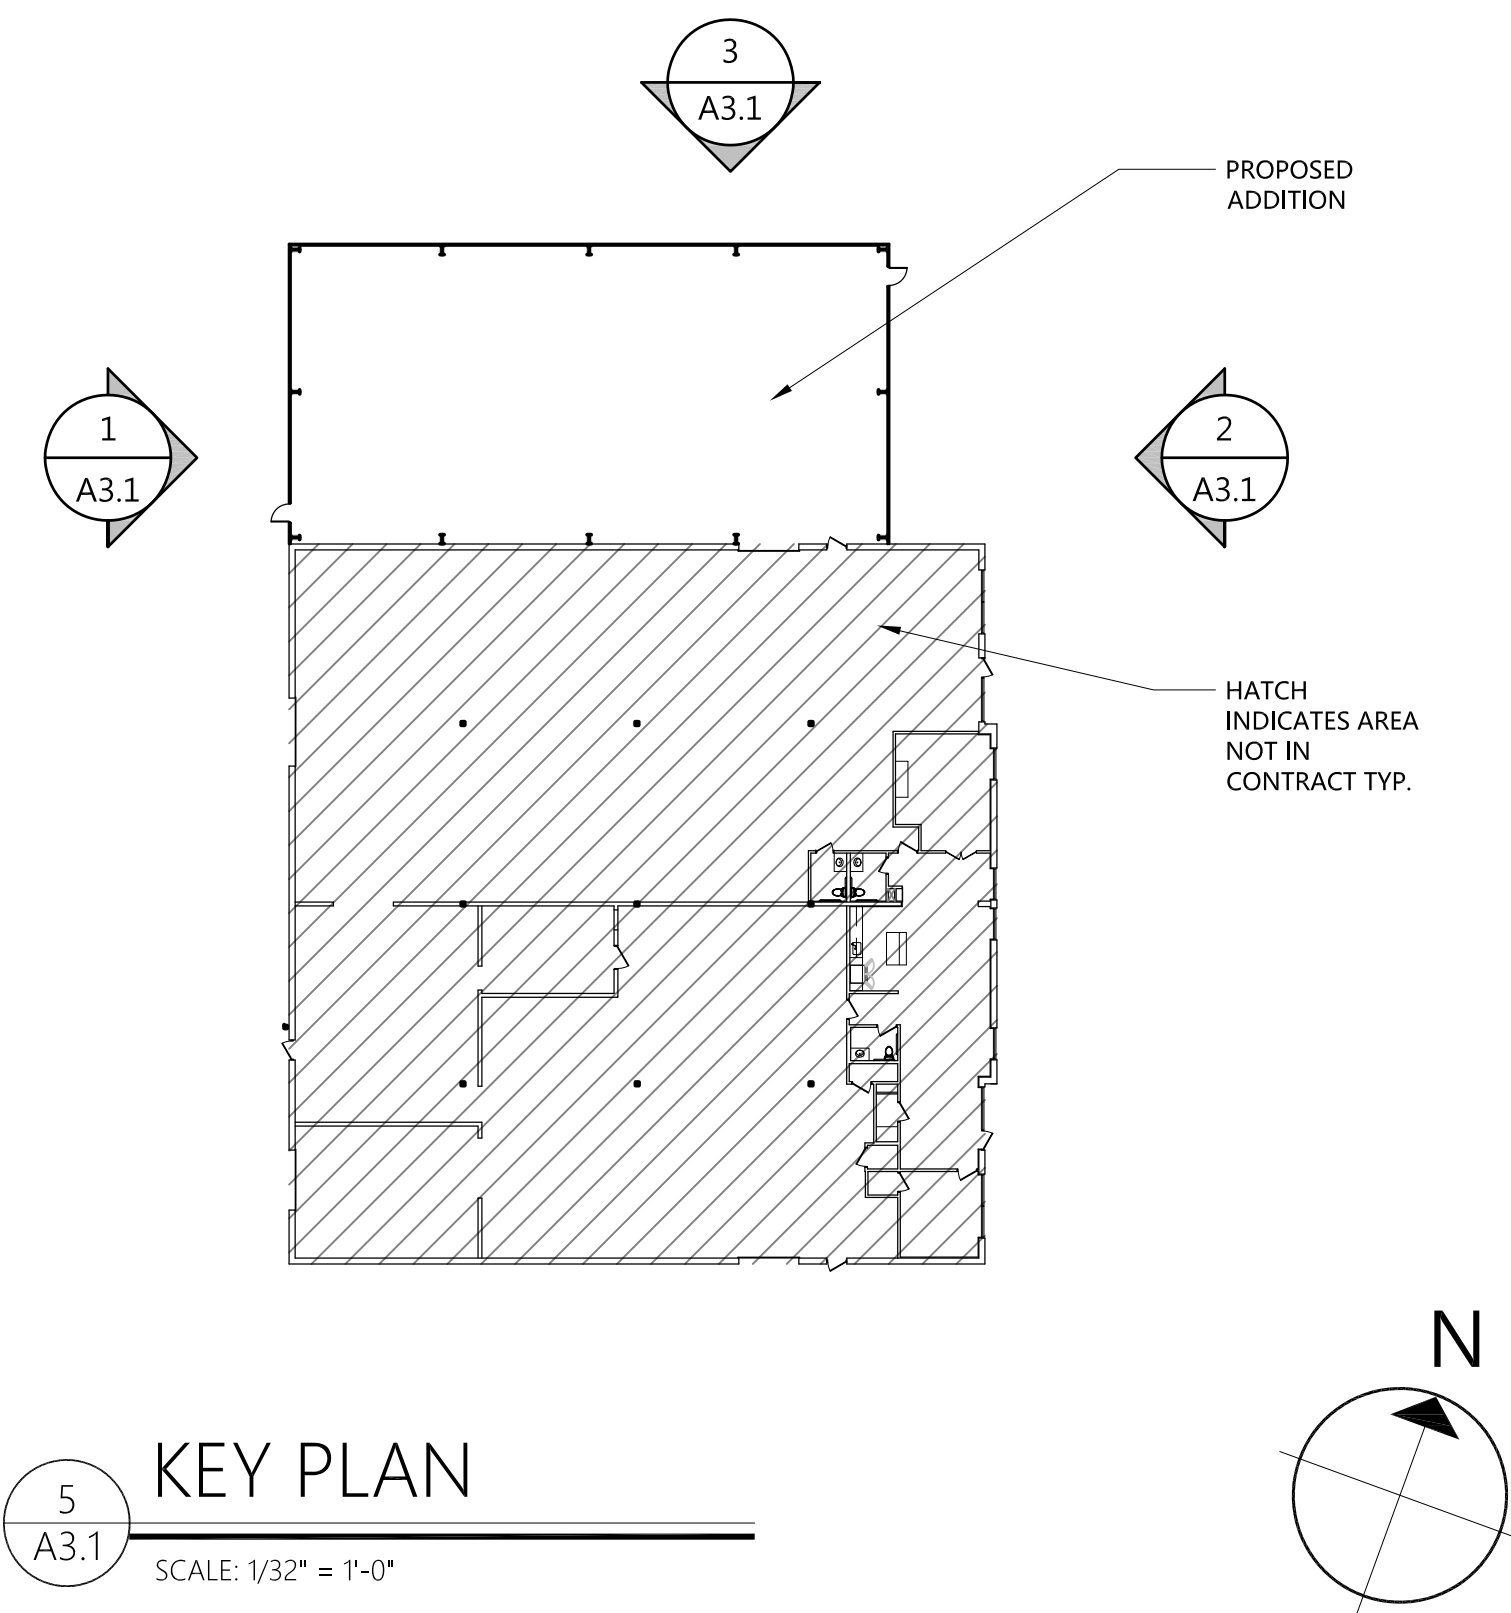 3
A3.1
PROPOSED
ADDITION
1
A3.1
2
A3.1
HATCH
INDICATES AREA
NOT IN
CONTRACT TYP.
N
KEY PLAN
5
A3.1
SCALE: 1/32" = 1'-0"